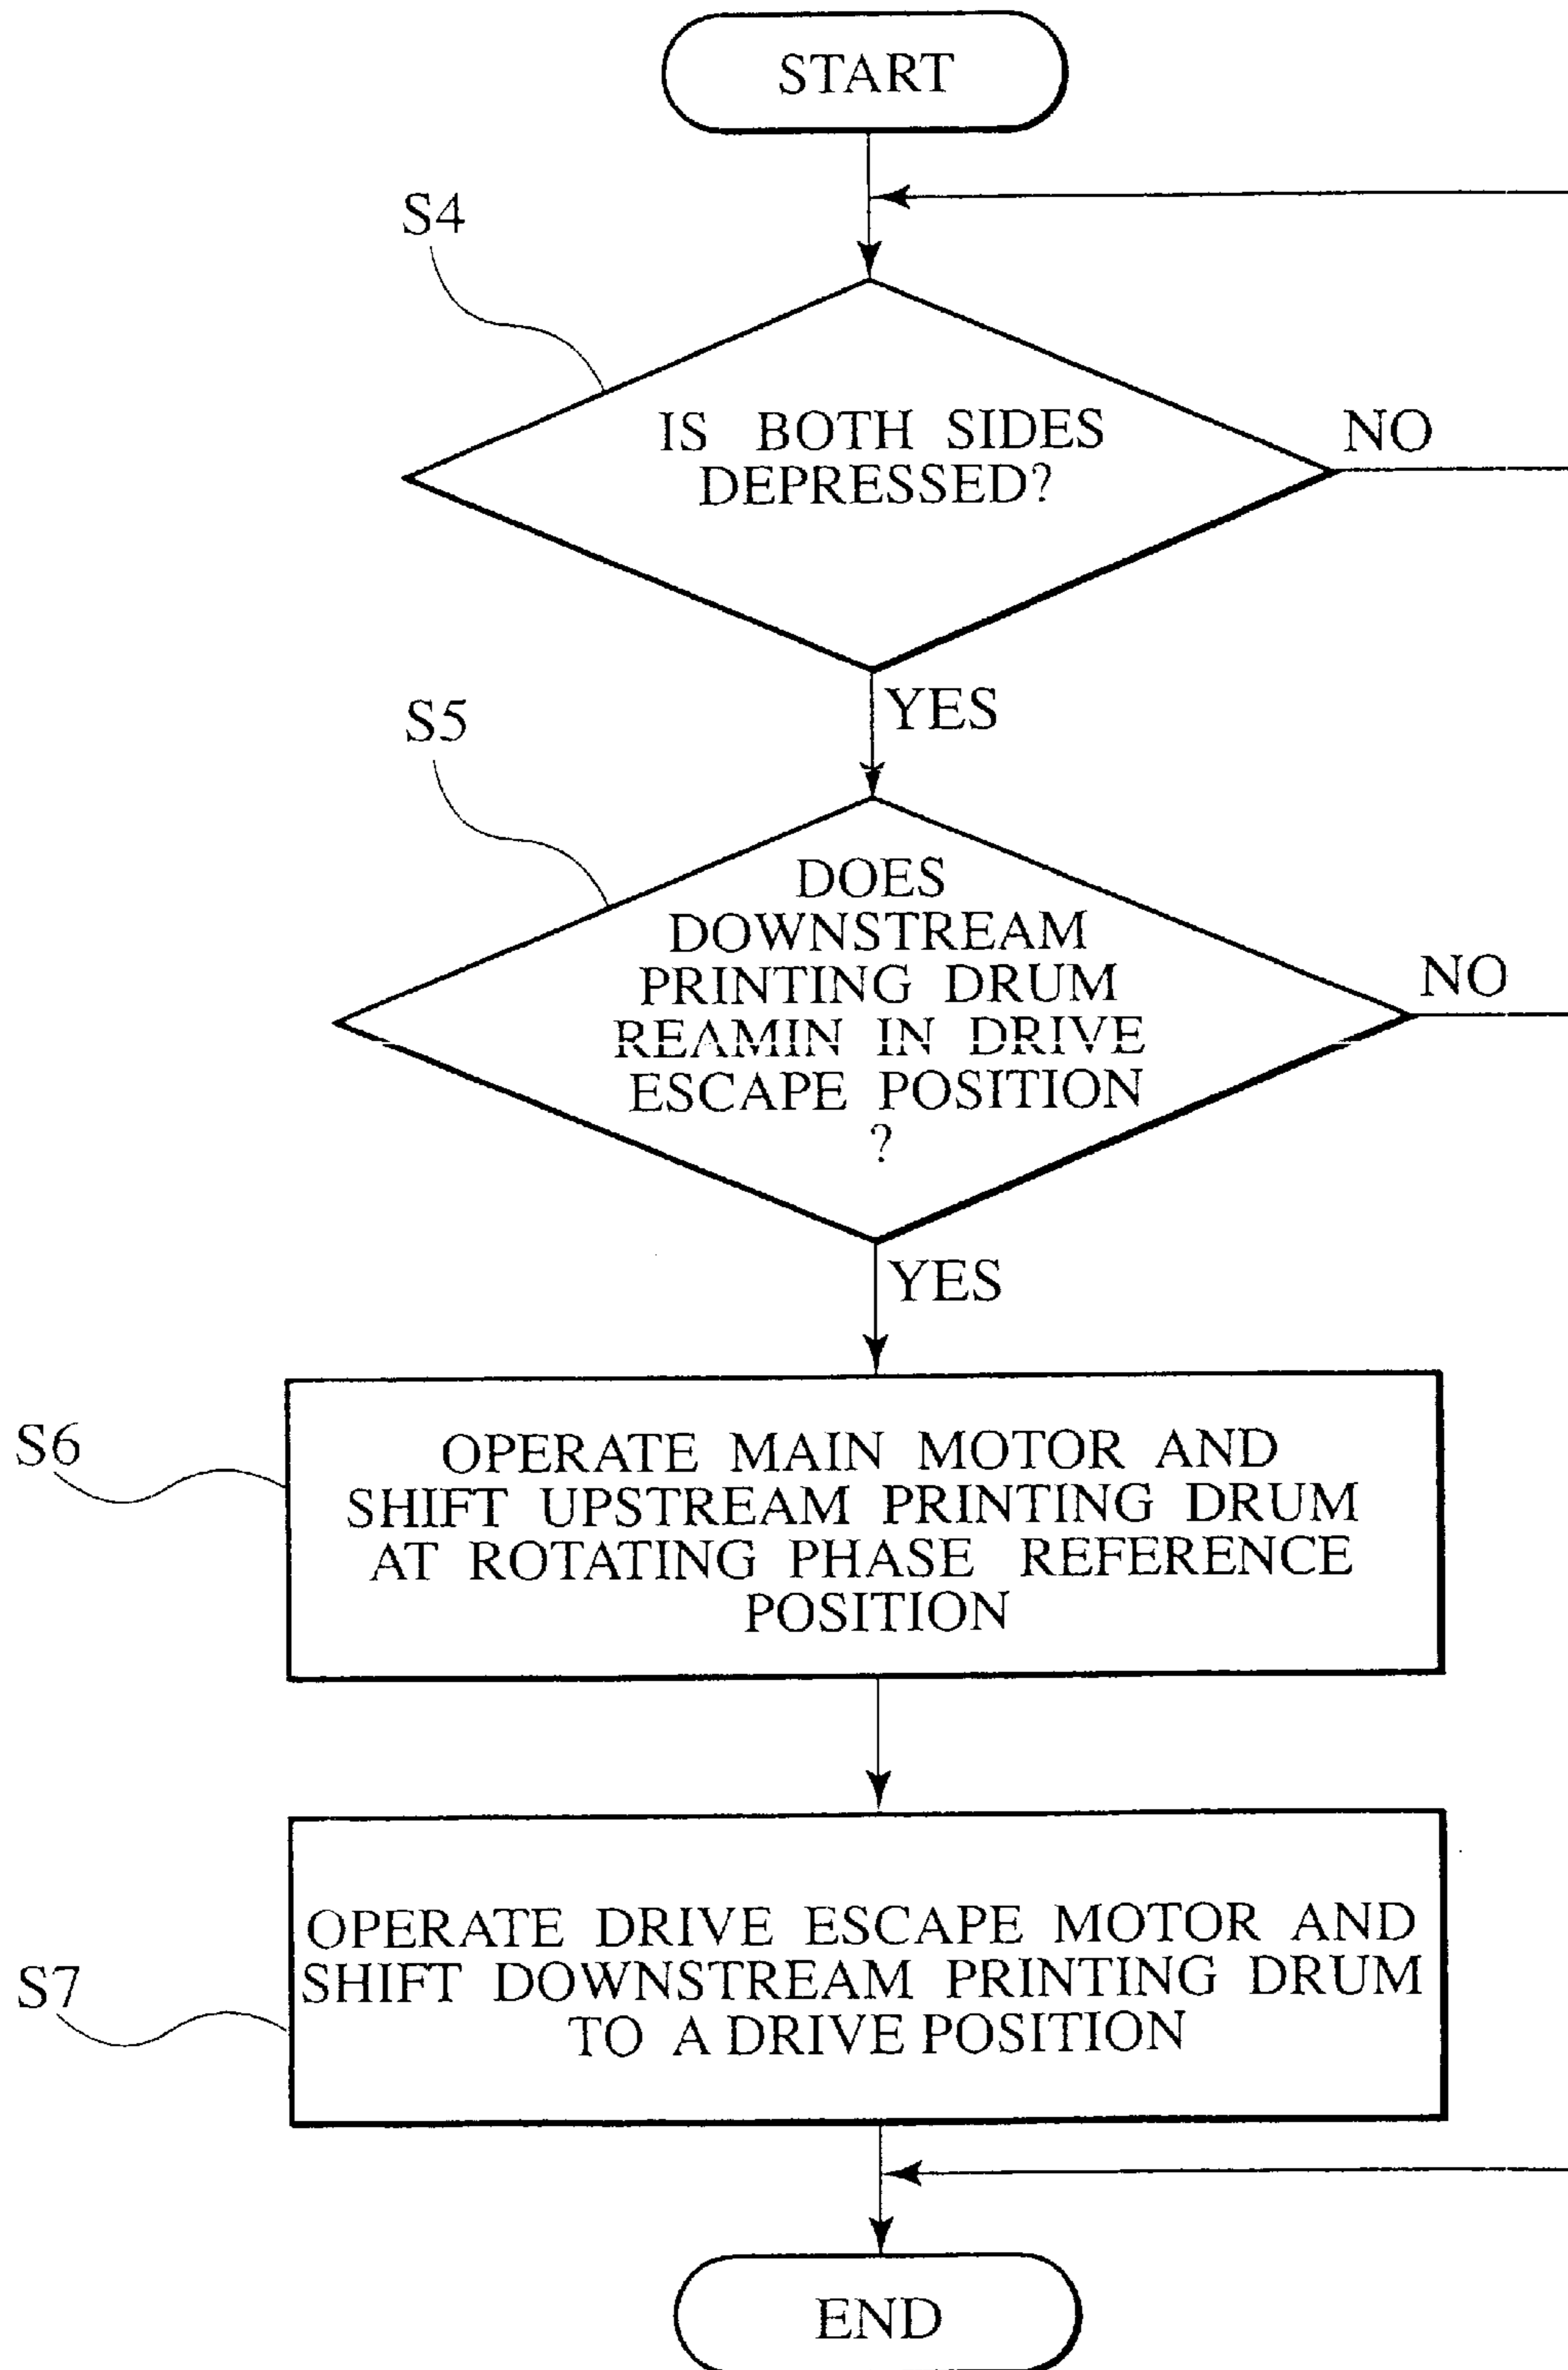 START
S4
IS BOTH SIDES
DEPRESSED?
NO
YES
S5
DOES
DOWNSTREAM
PRINTING DRUM
REAMIN IN DRIVE
ESCAPE POSITION
?
NO
YES
S6
OPERATE MAIN MOTOR AND
SHIFT UPSTREAM PRINTING DRUM
AT ROTATING PHASE REFERENCE
POSITION
S7
OPERATE DRIVE ESCAPE MOTOR AND
SHIFT DOWNSTREAM PRINTING DRUM
TO A DRIVE POSITION
END